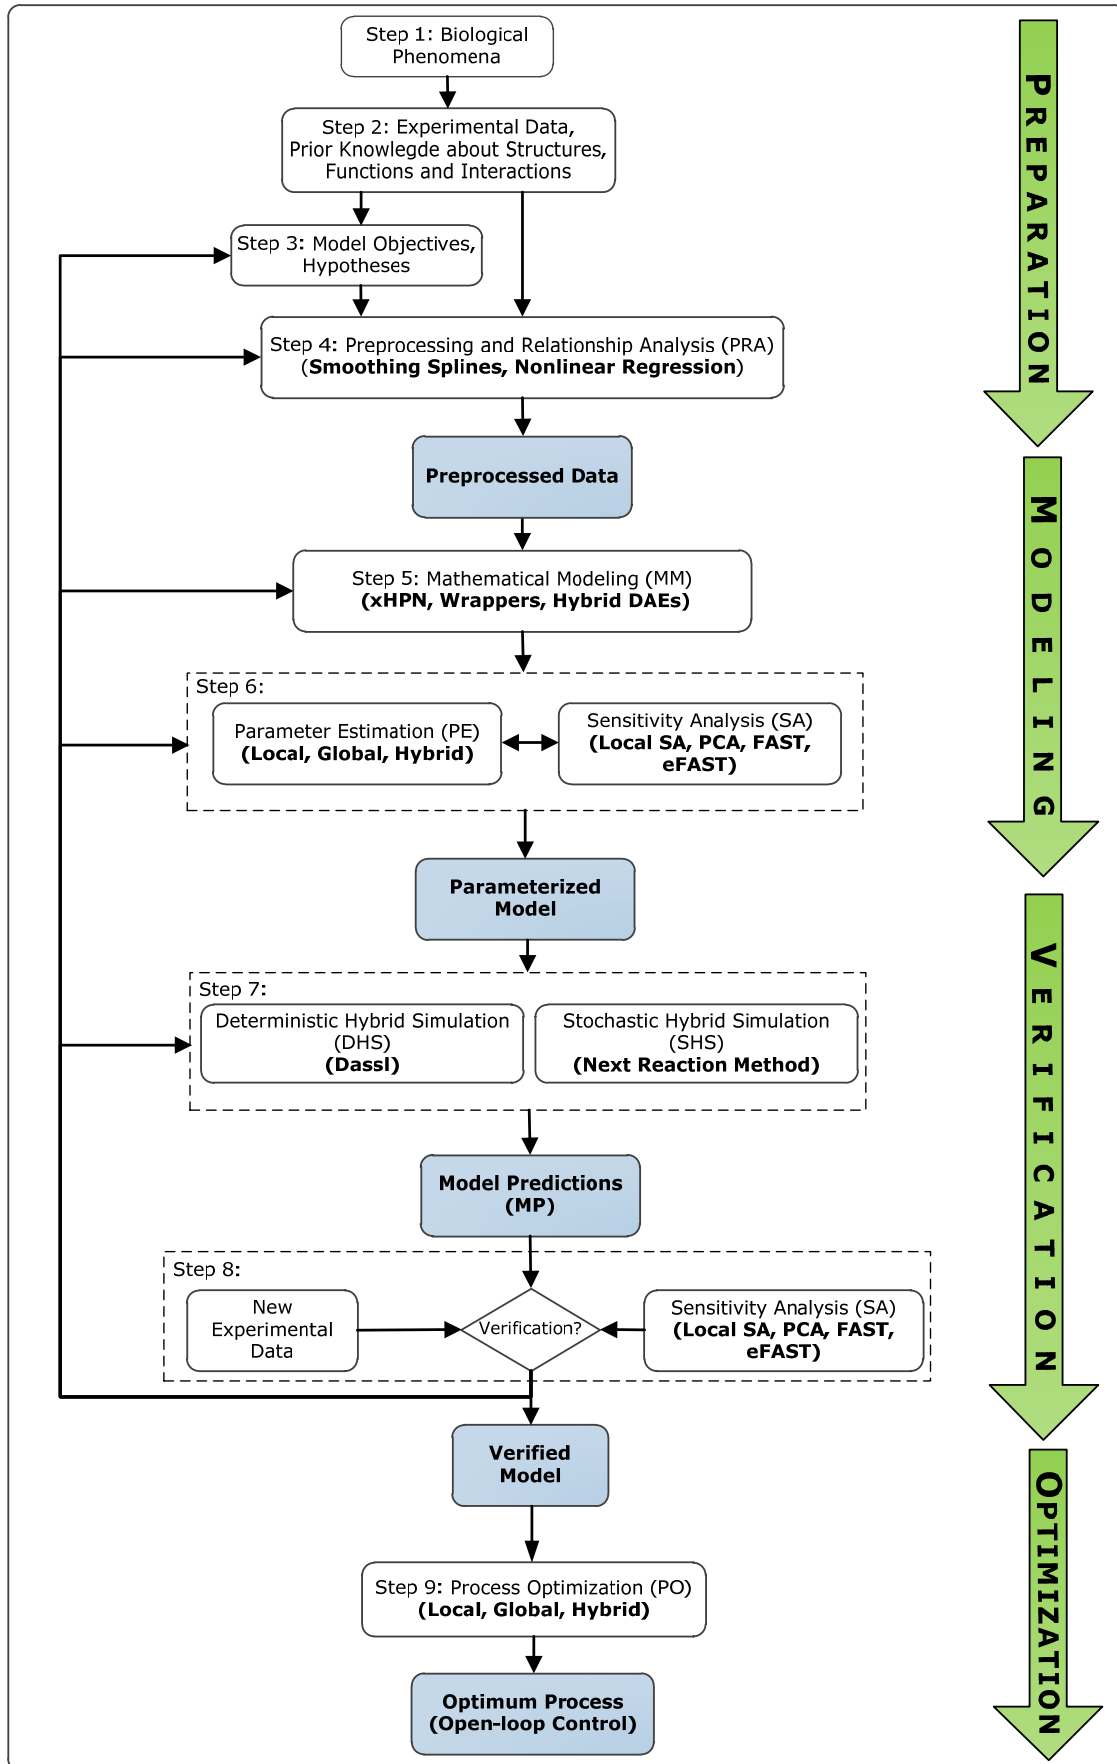 Step 1: Biological
Phenomena
Step 2: Experimental Data,
Prior Knowlegde about Structures,
Functions and Interactions
Step 3: Model Objectives,
Hypotheses
Step 4: Preprocessing and Relationship Analysis (PRA)
(Smoothing Splines, Nonlinear Regression)
PREPARATION
Preprocessed Data
Step 5: Mathematical Modeling (MM)
(xHPN, Wrappers, Hybrid DAEs)
Step 6:
Parameter Estimation (PE)
(Local, Global, Hybrid)
Sensitivity Analysis (SA)
(Local SA, PCA, FAST,
eFAST)
MODELING
Parameterized
Model
Step 7:
Deterministic Hybrid Simulation
(DHS)
(Dassl)
Stochastic Hybrid Simulation
(SHS)
(Next Reaction Method)
Model Predictions
(MP)
Step 8:
New
Experimental
Data
Verification?
Sensitivity Analysis (SA)
(Local SA, PCA, FAST,
eFAST)
VERIFICATION
Verified
Model
Step 9: Process Optimization (PO)
(Local, Global, Hybrid)
Optimum Process
(Open-loop Control)
OPTIMIZATION